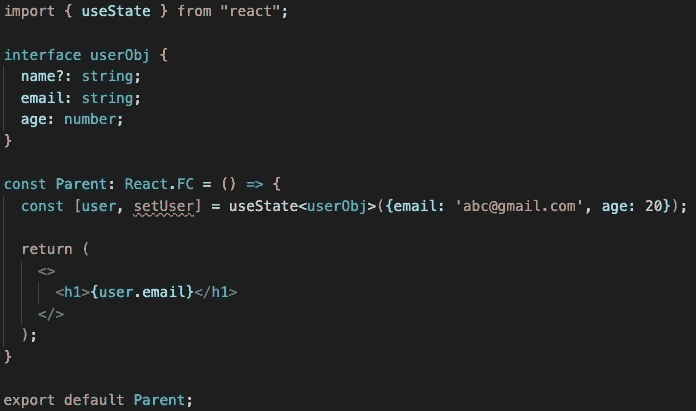 import { useState } from "react";
interface userObj {
name?: string;
email: string;
age: number;
}
const Parent: React.FC = () => {
const [user, setUser] = useState<userObj>({email: 'abc@gmail.com', age: 20});
return (
<>
<h1>{user.email}</h1>
</>
);
}
export default Parent;